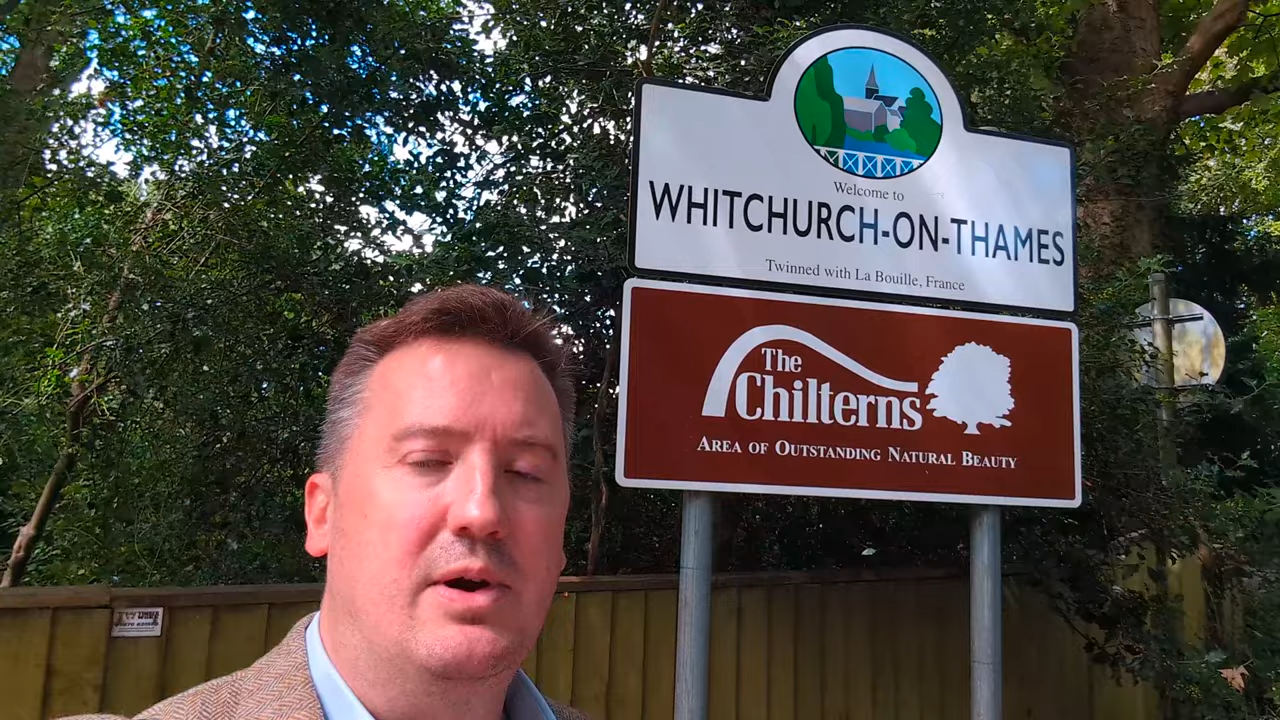 Welcome to
WHITCHURCH-ON-THAMES
Twinned with La Bouille, France
The
Chilterns
AREA OF OUTSTANDING NATURAL BEAUTY